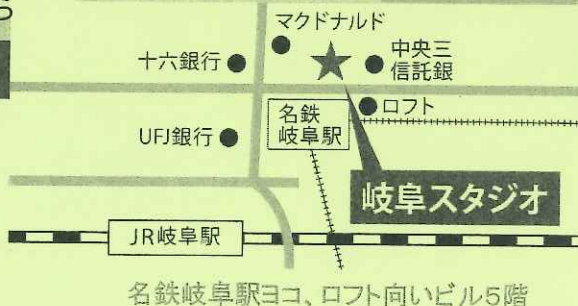 マクドナルド
十六銀行
中央三
信託銀
ロフト
名鉄
岐阜駅
UFJ銀行
岐阜スタジオ
JR岐阜駅
名鉄岐阜駅ヨコ、ロフト向いビル5階